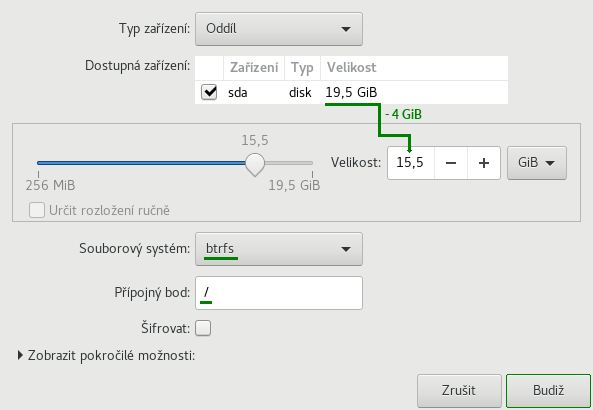 Typ zařízení: Oddíl
Dostupná zařízení: Zařízení Typ Velikost
sda disk 19,5 GiB
- 4 GiB
15,5
Velikost: 15,5 − + GiB
256 MiB 19,5 GiB
Určit rozložení ručně
Souborový systém: btrfs
Přípojný bod: /
Šifrovat:
Zobrazit pokročilé možnosti:
Zrušit Budiž